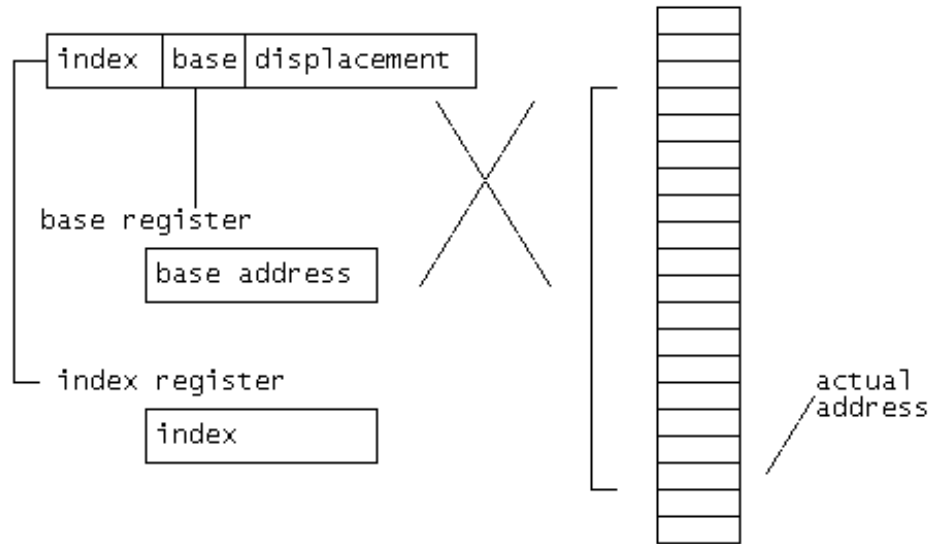 index base displacement
base register
base address
index register
index
actual
address